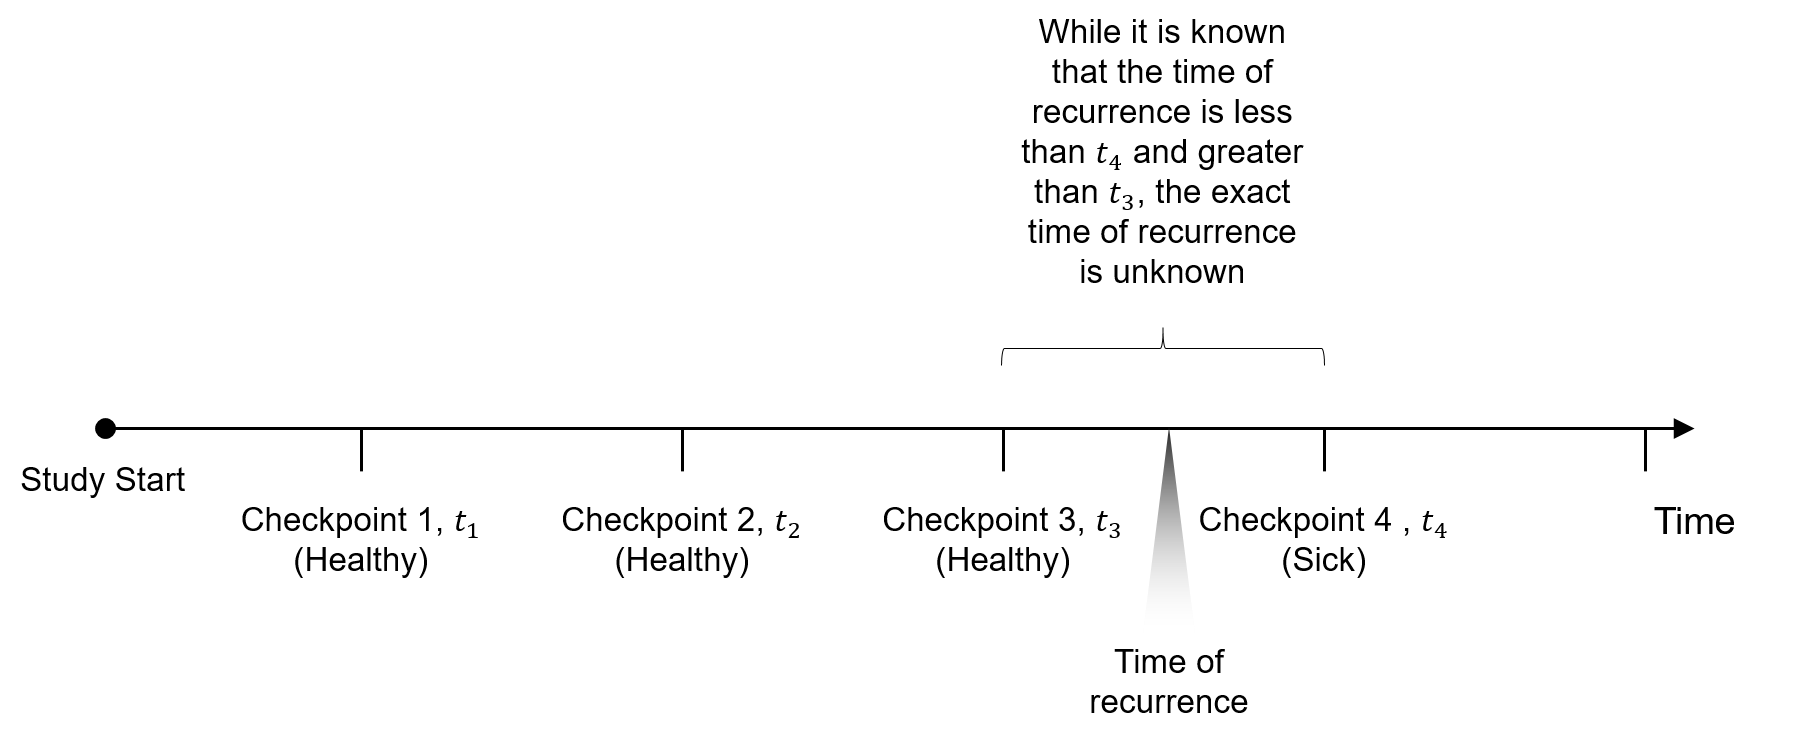 While it is known
that the time of
recurrence is less
than t₄ and greater
than t₃, the exact
time of recurrence
is unknown
Study Start
Checkpoint 1, t₁
(Healthy)
Checkpoint 2, t₂
(Healthy)
Checkpoint 3, t₃
(Healthy)
Checkpoint 4 , t₄
(Sick)
Time
Time of
recurrence